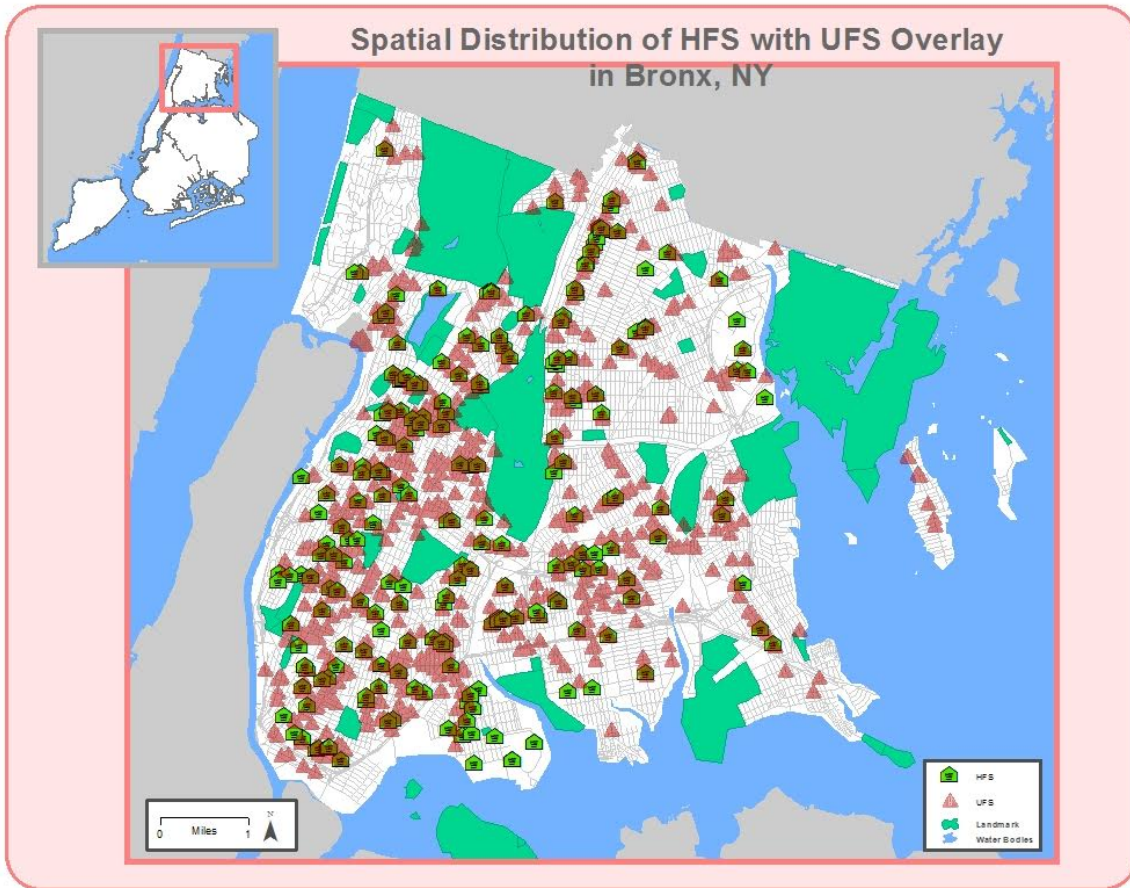 Spatial Distribution of HFS with UFS Overlay
in Bronx, NY
HFS
UFS
Landmark
Water Bodies
N
0 Miles 1